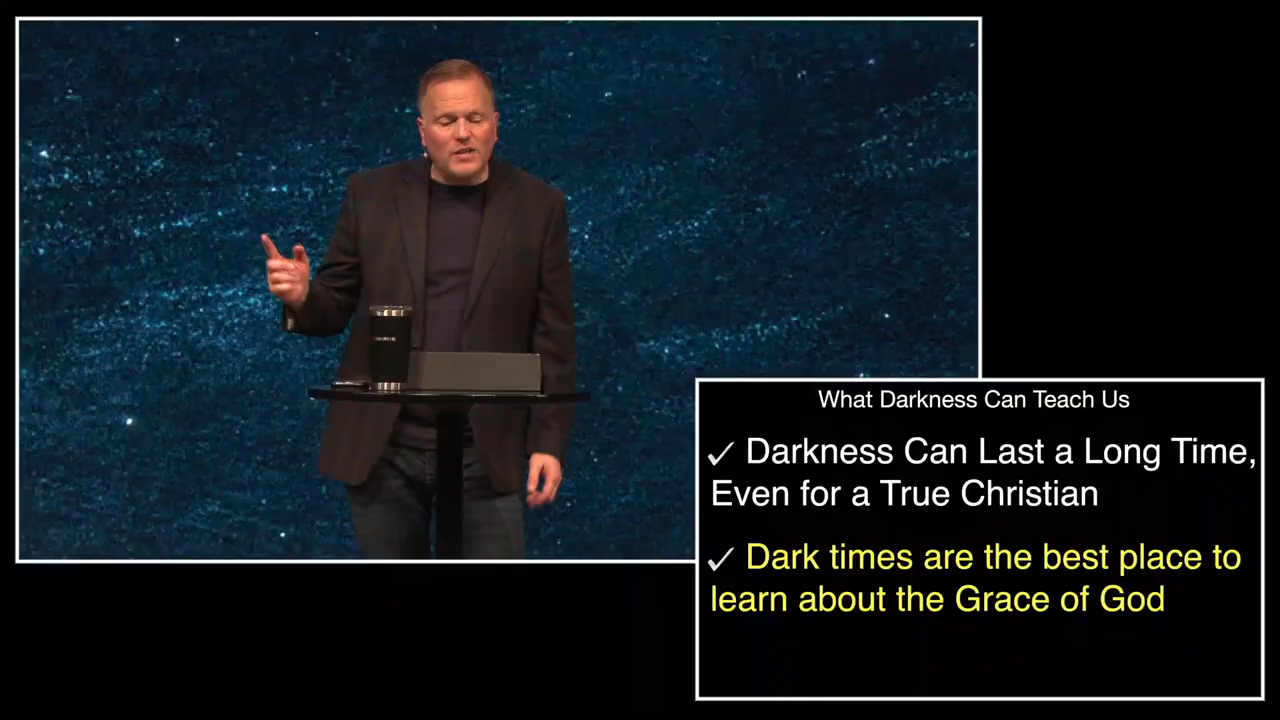 What Darkness Can Teach Us
✓ Darkness Can Last a Long Time,
Even for a True Christian
✓ Dark times are the best place to
learn about the Grace of God